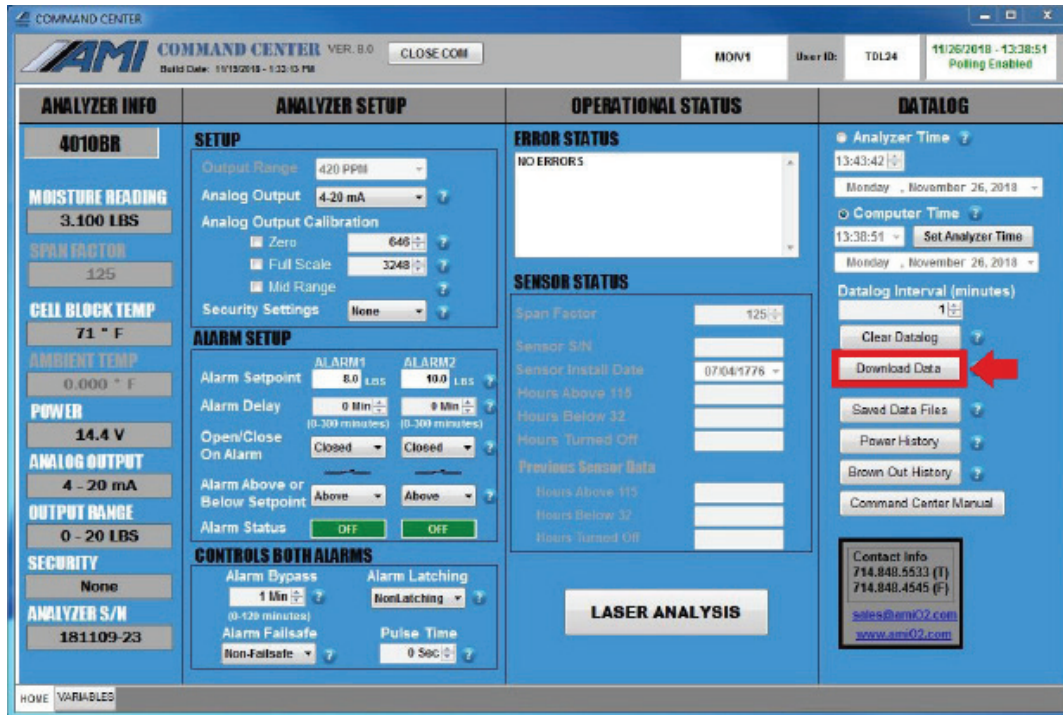 COMMAND CENTER
AMI COMMAND CENTER VER. 8.0 CLOSE COM
Build Date: 11/15/2018 - 1:32:13 PM
MON/1 User ID: TDL24
11/26/2018 - 13:38:51
Polling Enabled
ANALYZER INFO
4010BR
MOISTURE READING
3.100 LBS
SPAN FACTOR
125
CELL BLOCK TEMP
71 ° F
AMBIENT TEMP
0.000 ° F
POWER
14.4 V
ANALOG OUTPUT
4 - 20 mA
OUTPUT RANGE
0 - 20 LBS
SECURITY
None
ANALYZER S/N
181109-23
ANALYZER SETUP
SETUP
Output Range 420 PPM
Analog Output 4-20 mA ?
Analog Output Calibration
Zero 646 ?
Full Scale 3248 ?
Mid Range ?
Security Settings None ?
ALARM SETUP
ALARM1 ALARM2
Alarm Setpoint 8.0 LBS 10.0 LBS ?
Alarm Delay 0 Min 0 Min ?
(0-300 minutes) (0-300 minutes)
Open/Close
On Alarm Closed Closed ?
Alarm Above or
Below Setpoint Above Above ?
Alarm Status OFF OFF
CONTROLS BOTH ALARMS
Alarm Bypass Alarm Latching
1 Min ? NonLatching ?
(0-120 minutes)
Alarm Failsafe Pulse Time
Non-Failsafe ? 0 Sec ?
OPERATIONAL STATUS
ERROR STATUS
NO ERRORS
SENSOR STATUS
Span Factor 125
Sensor S/N
Sensor Install Date 07/04/1776
Hours Above 115
Hours Below 32
Hours Turned Off
Previous Sensor Data
Hours Above 115
Hours Below 32
Hours Turned Off
LASER ANALYSIS
DATALOG
Analyzer Time ?
13:43:42
Monday , November 26, 2018
Computer Time ?
13:38:51 Set Analyzer Time
Monday , November 26, 2018
Datalog Interval (minutes)
1
Clear Datalog ?
Download Data
Saved Data Files ?
Power History ?
Brown Out History ?
Command Center Manual
Contact Info
714.848.5533 (T)
714.848.4545 (F)
sales@amiO2.com
www.amiO2.com
HOME VARIABLES